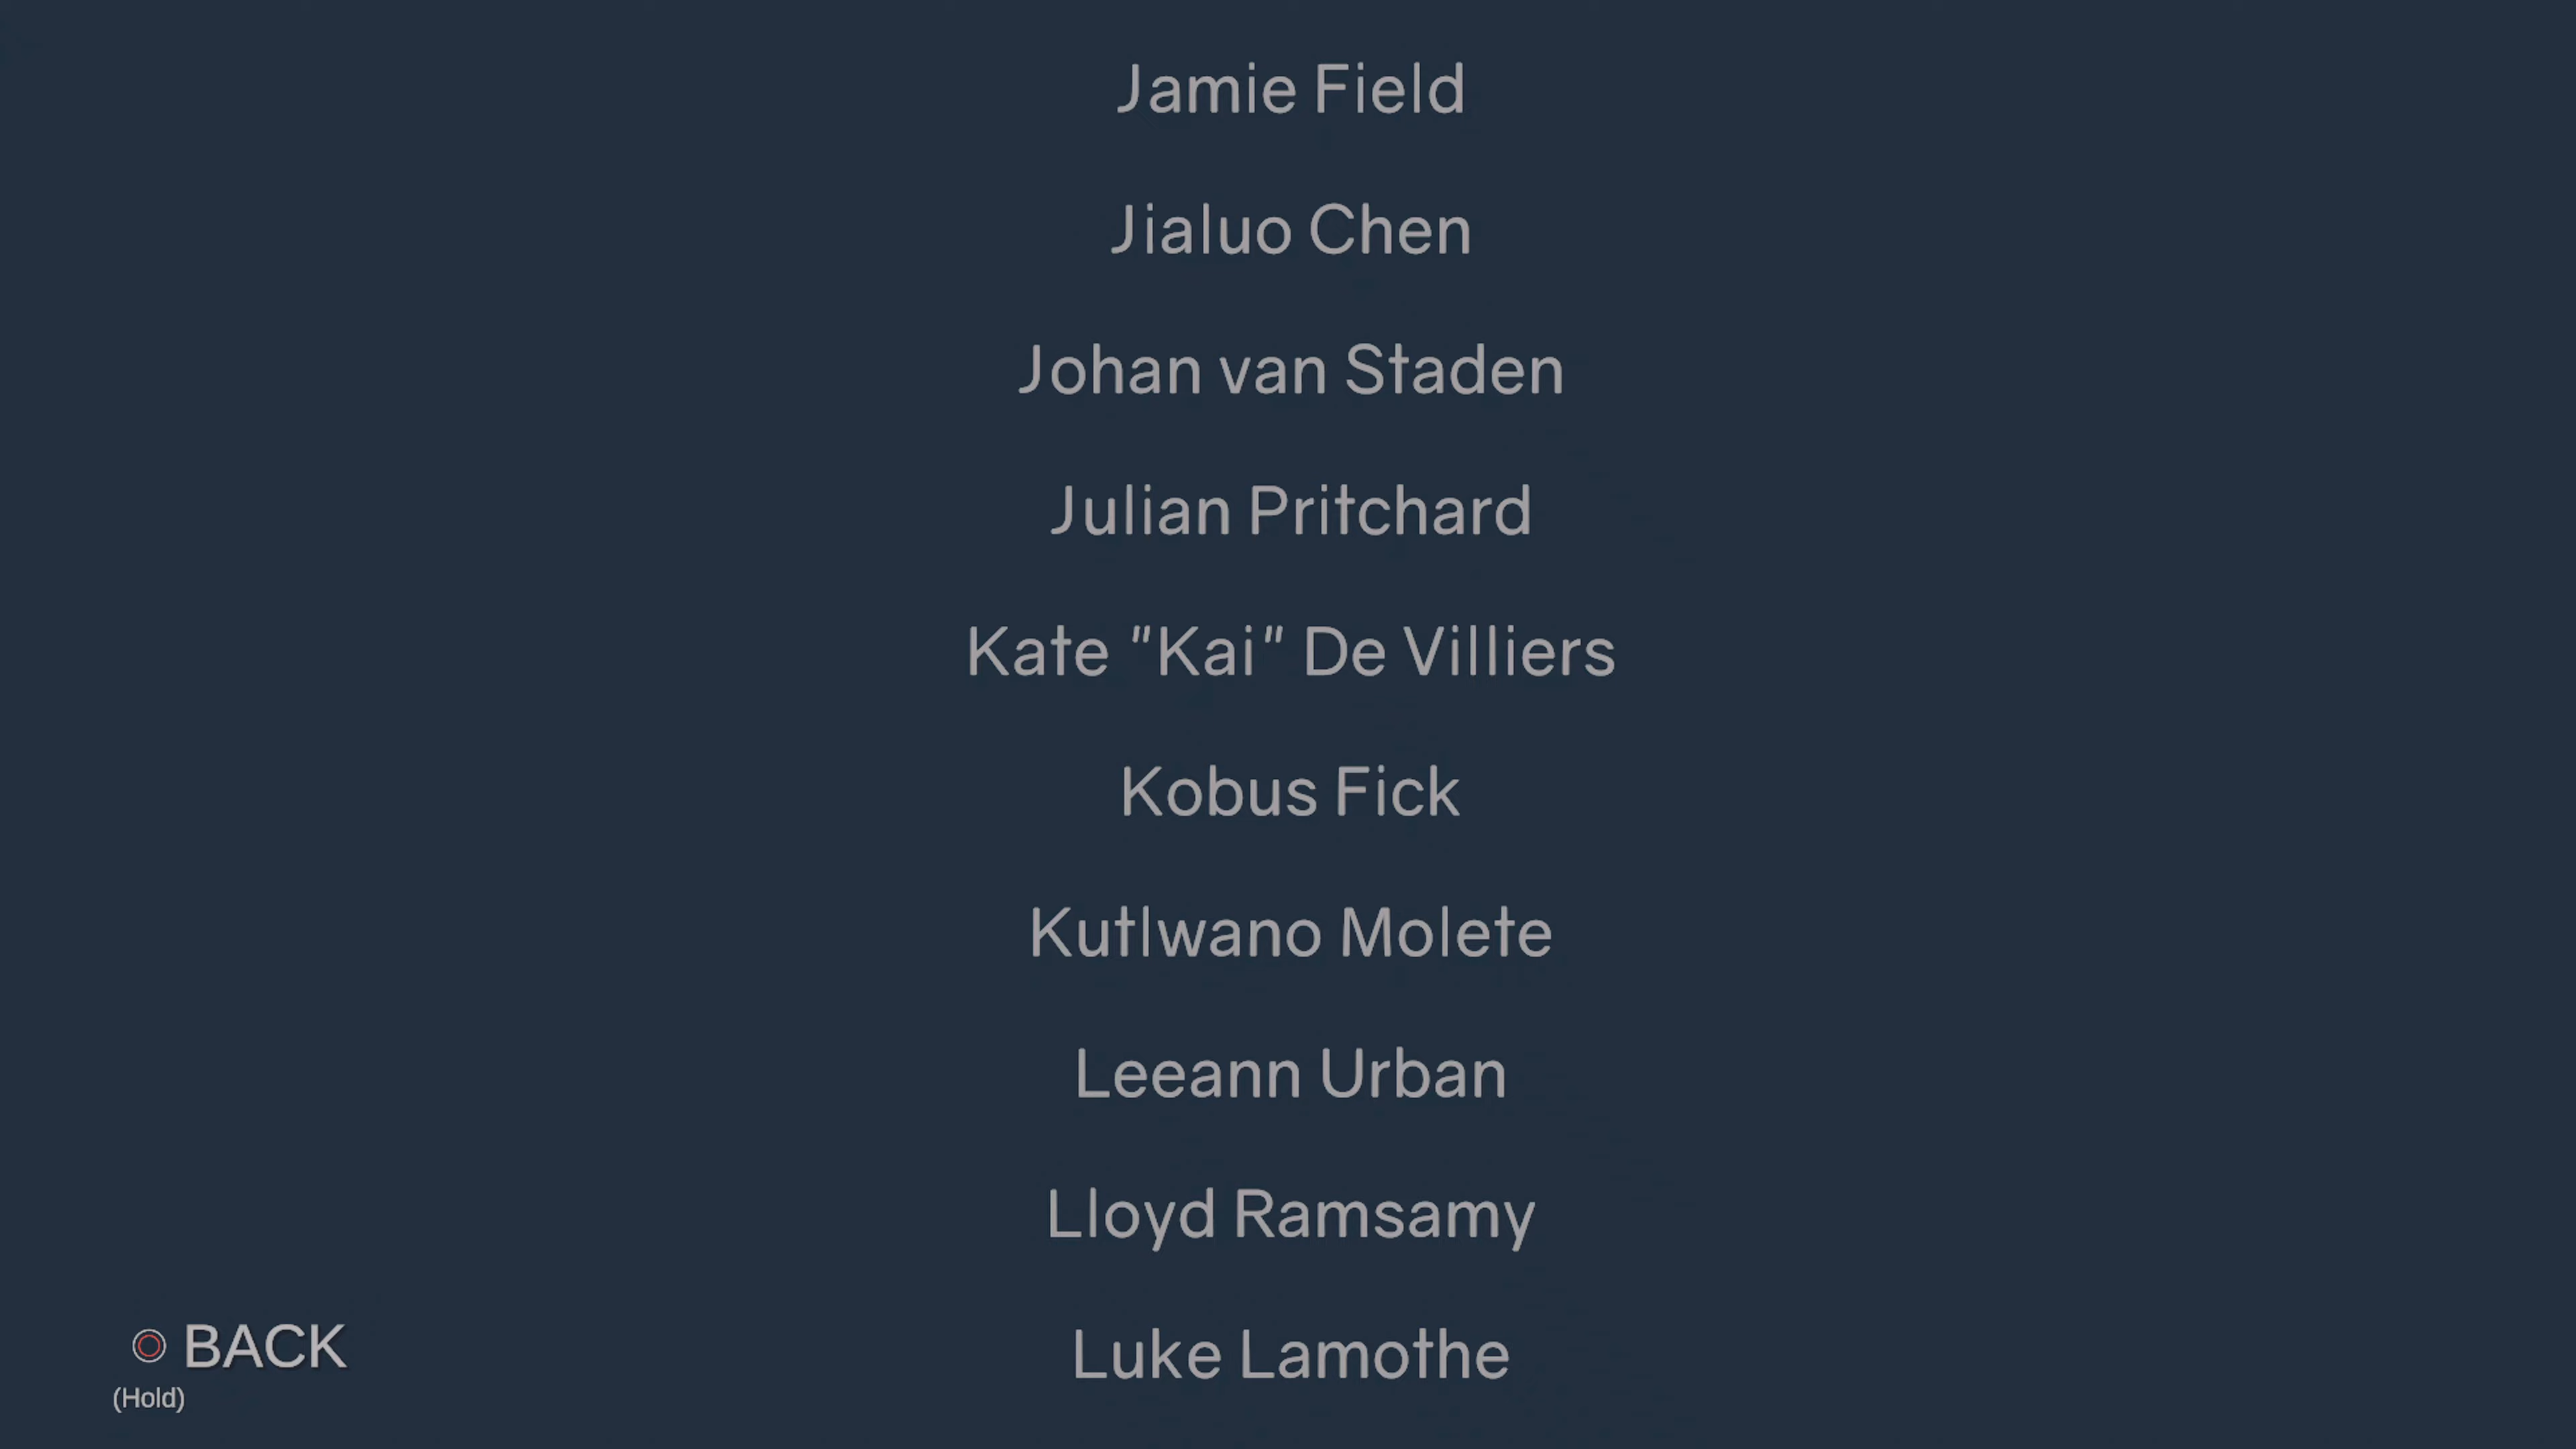 Jamie Field
Jialuo Chen
Johan van Staden
Julian Pritchard
Kate "Kai" De Villiers
Kobus Fick
Kutlwano Molete
Leeann Urban
Lloyd Ramsamy
Luke Lamothe
BACK
(Hold)